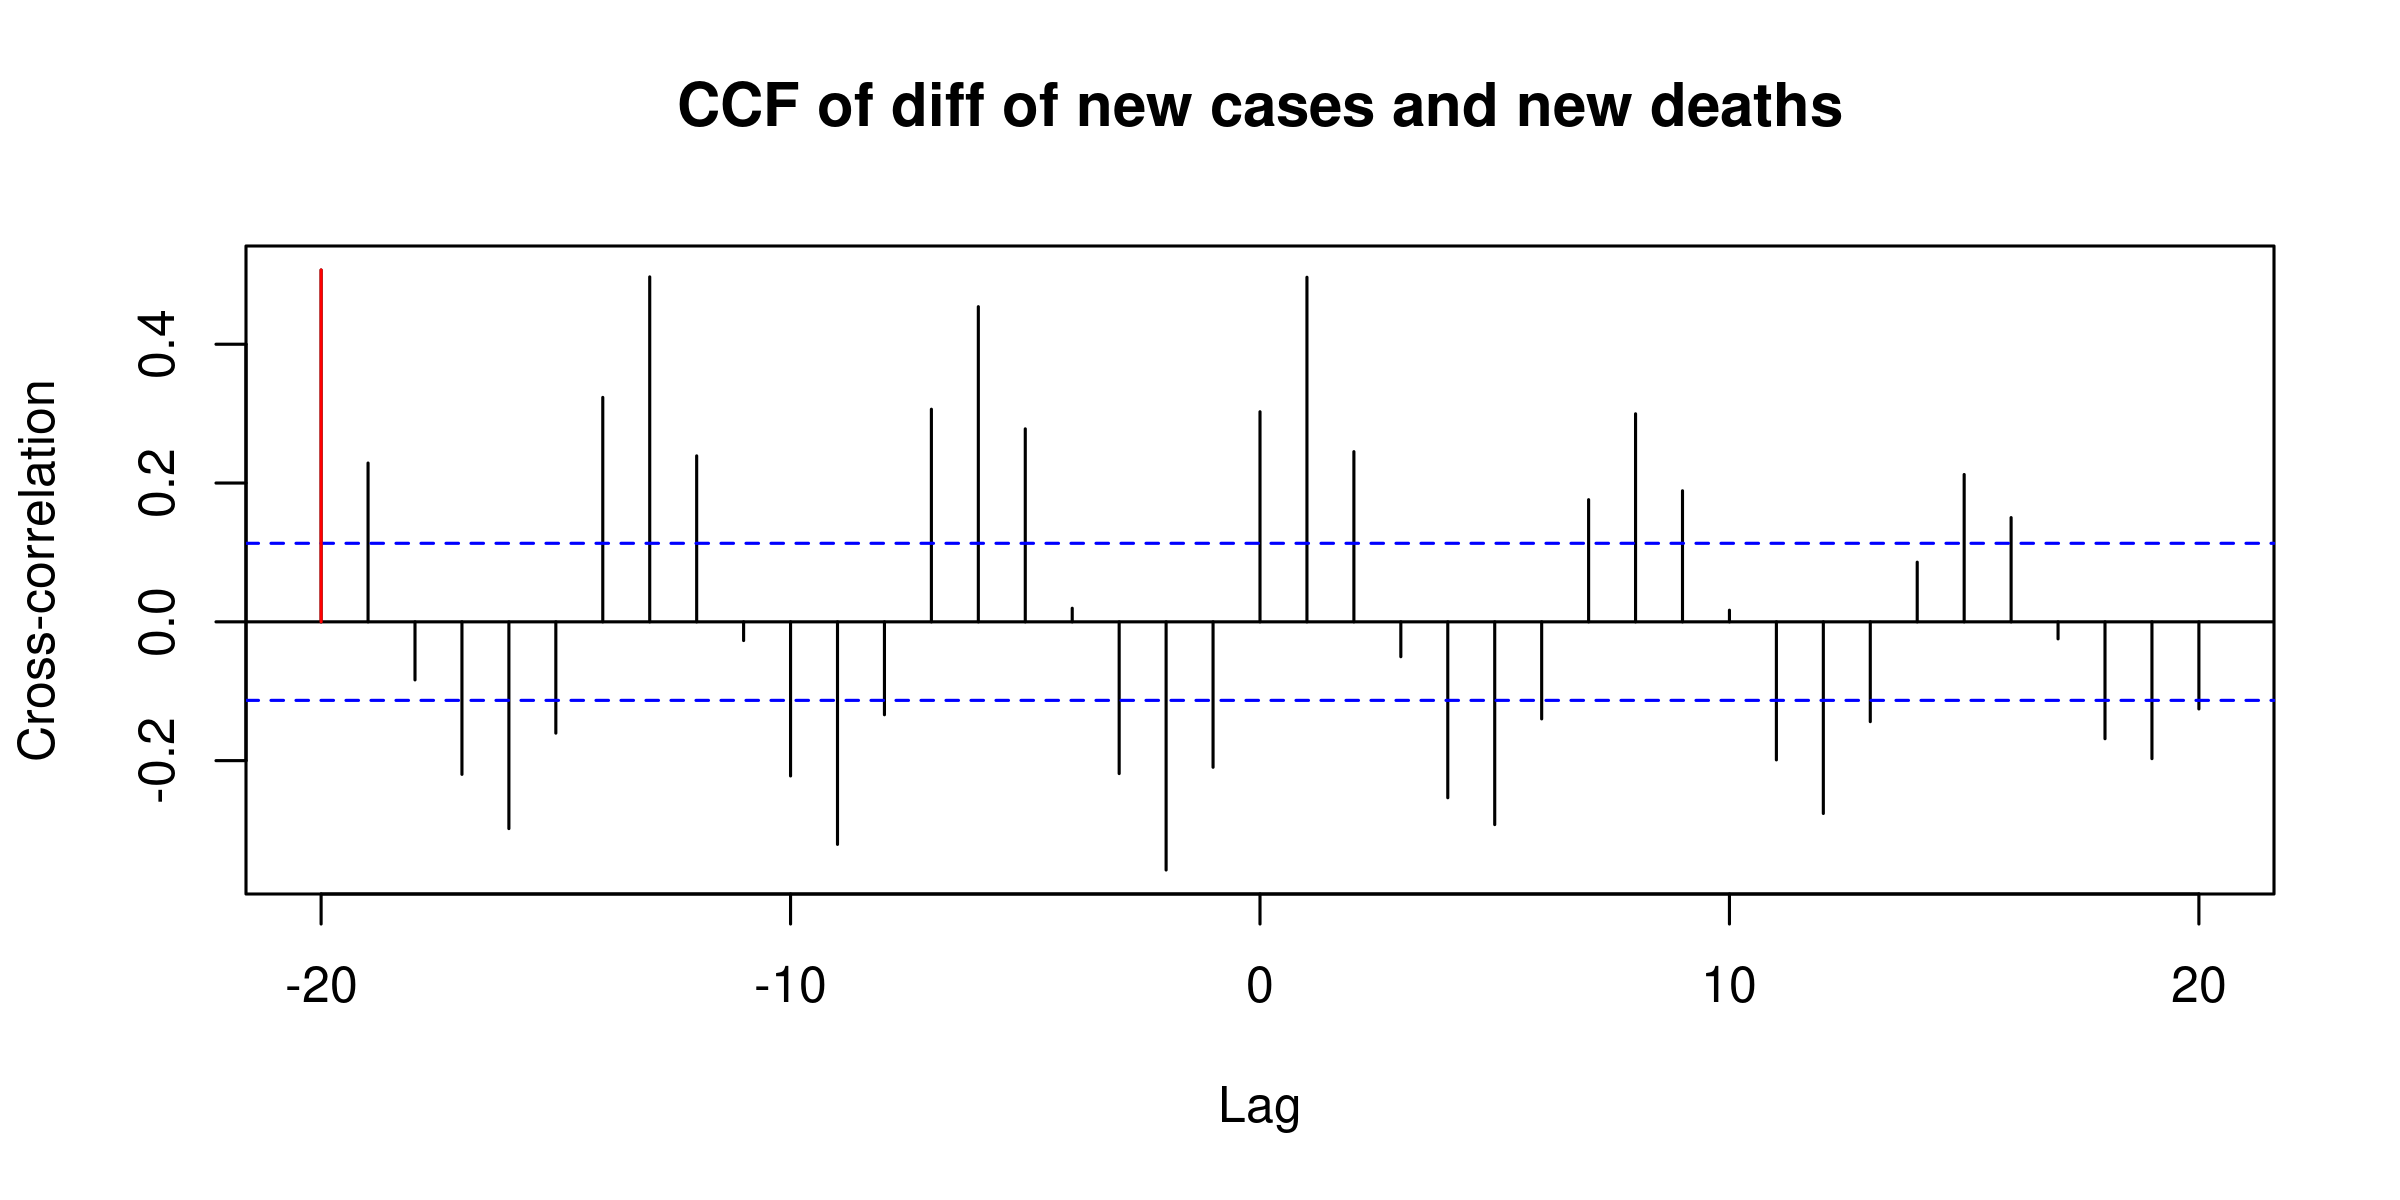 CCF of diff of new cases and new deaths
Cross-correlation
0.4
0.2
0.0
-0.2
-20 -10 0 10 20
Lag